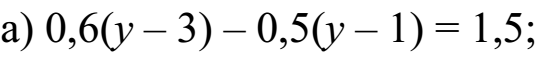 а) 0,6(y – 3) – 0,5(y – 1) = 1,5;